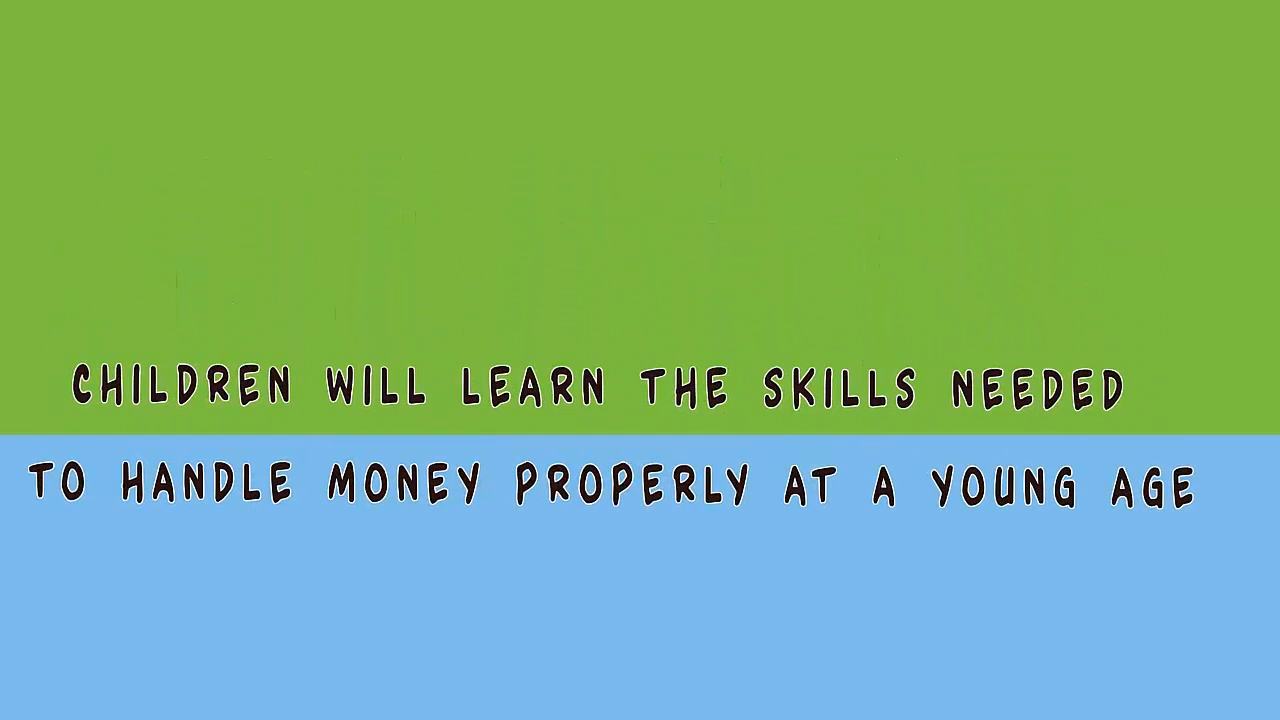 CHILDREN WILL LEARN THE SKILLS NEEDED
TO HANDLE MONEY PROPERLY AT A YOUNG AGE